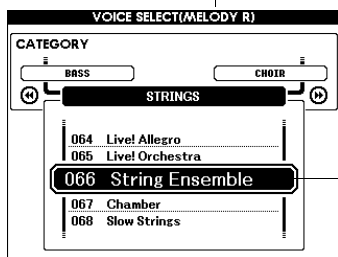 VOICE SELECT(MELODY R)
CATEGORY
BASS CHOIR
STRINGS
064 Live! Allegro
065 Live! Orchestra
066 String Ensemble
067 Chamber
068 Slow Strings